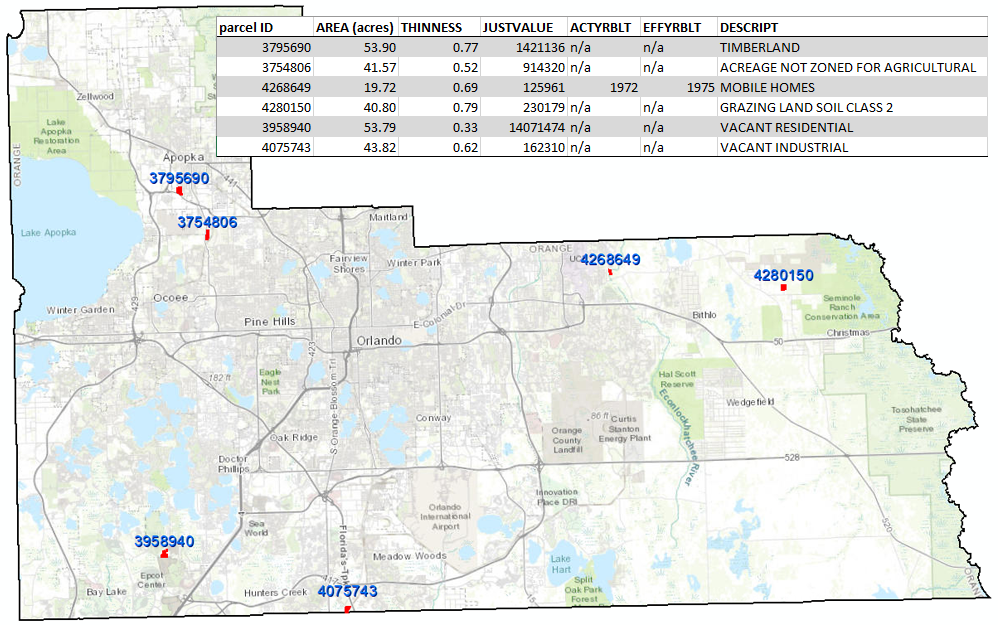 parcel ID AREA (acres) THINNESS JUSTVALUE ACTYRBLT EFFYRBLT DESCRIPT
3795690 53.90 0.77 1421136 n/a n/a TIMBERLAND
3754806 41.57 0.52 914320 n/a n/a ACREAGE NOT ZONED FOR AGRICULTURAL
4268649 19.72 0.69 125961 1972 1975 MOBILE HOMES
4280150 40.80 0.79 230179 n/a n/a GRAZING LAND SOIL CLASS 2
3958940 53.79 0.33 14071474 n/a n/a VACANT RESIDENTIAL
4075743 43.82 0.62 162310 n/a n/a VACANT INDUSTRIAL
Zellwood
Lake
Apopka
Restoration
Area
ORANGE
Apopka
3795690
441
3754806
Maitland
Lake Apopka
ORANGE
4268649
Fairview
Shores
Winter Park
4280150
429
Ocoee
Seminole
Ranch
Conservation Area
Winter Garden
E-Colonial-Dr
Bithlo
Pine Hills
Christmas
Orlando
50
423
182 ft
Eagle
Nest
Park
S Orange Blossom Trl
Hal Scott
Reserve
Econlockhatchee River
Wedgefield
Tosohatchee
State
Preserve
Conway
86 ft
Curtis
Stanton
Energy Plant
Orange
County
Landfill
Oak Ridge
Doctor
Phillips
528
Innovation
Place DRI
Orlando
International
Airport
Sea
World
520
3958940
Florida's-Tpk
Meadow Woods
Epcot
Center
Lake
Hart
Split
Oak Park
Forest
Bay Lake
Hunters Creek
417
4075743
15